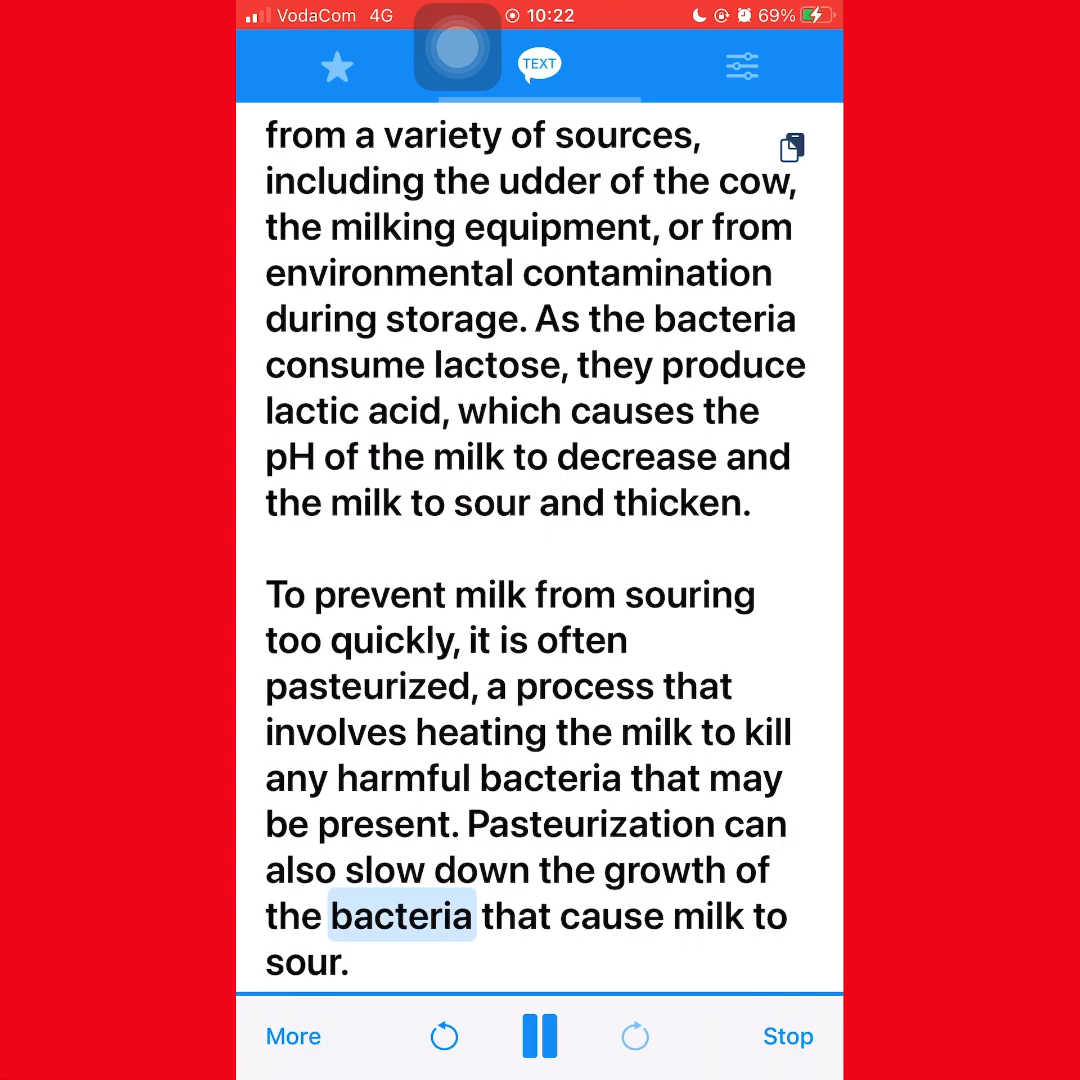 VodaCom 4G 10:22 69%
TEXT
from a variety of sources,
including the udder of the cow,
the milking equipment, or from
environmental contamination
during storage. As the bacteria
consume lactose, they produce
lactic acid, which causes the
pH of the milk to decrease and
the milk to sour and thicken.
To prevent milk from souring
too quickly, it is often
pasteurized, a process that
involves heating the milk to kill
any harmful bacteria that may
be present. Pasteurization can
also slow down the growth of
the bacteria that cause milk to
sour.
More Stop